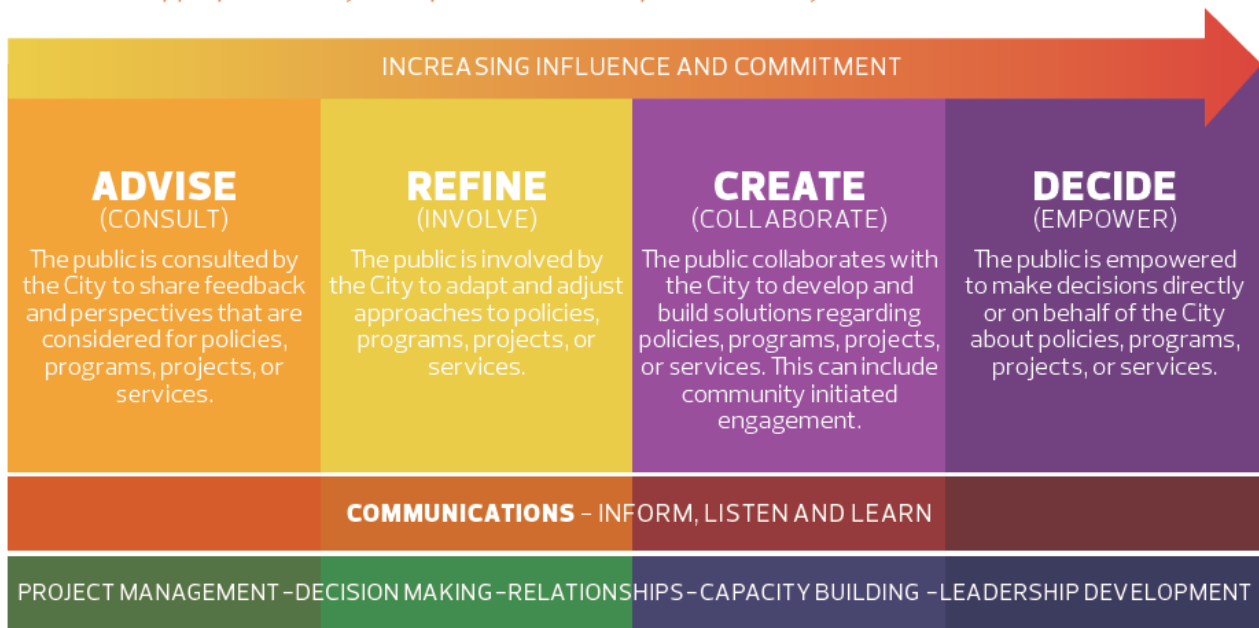 INCREASING INFLUENCE AND COMMITMENT
ADVISE
(CONSULT)
The public is consulted by
the City to share feedback
and perspectives that are
considered for policies,
programs, projects, or
services.
REFINE
(INVOLVE)
The public is involved by
the City to adapt and adjust
approaches to policies,
programs, projects, or
services.
CREATE
(COLLABORATE)
The public collaborates with
the City to develop and
build solutions regarding
policies, programs, projects,
or services. This can include
community initiated
engagement.
DECIDE
(EMPOWER)
The public is empowered
to make decisions directly
or on behalf of the City
about policies, programs,
projects, or services.
COMMUNICATIONS - INFORM, LISTEN AND LEARN
PROJECT MANAGEMENT - DECISION MAKING - RELATIONSHIPS - CAPACITY BUILDING - LEADERSHIP DEVELOPMENT